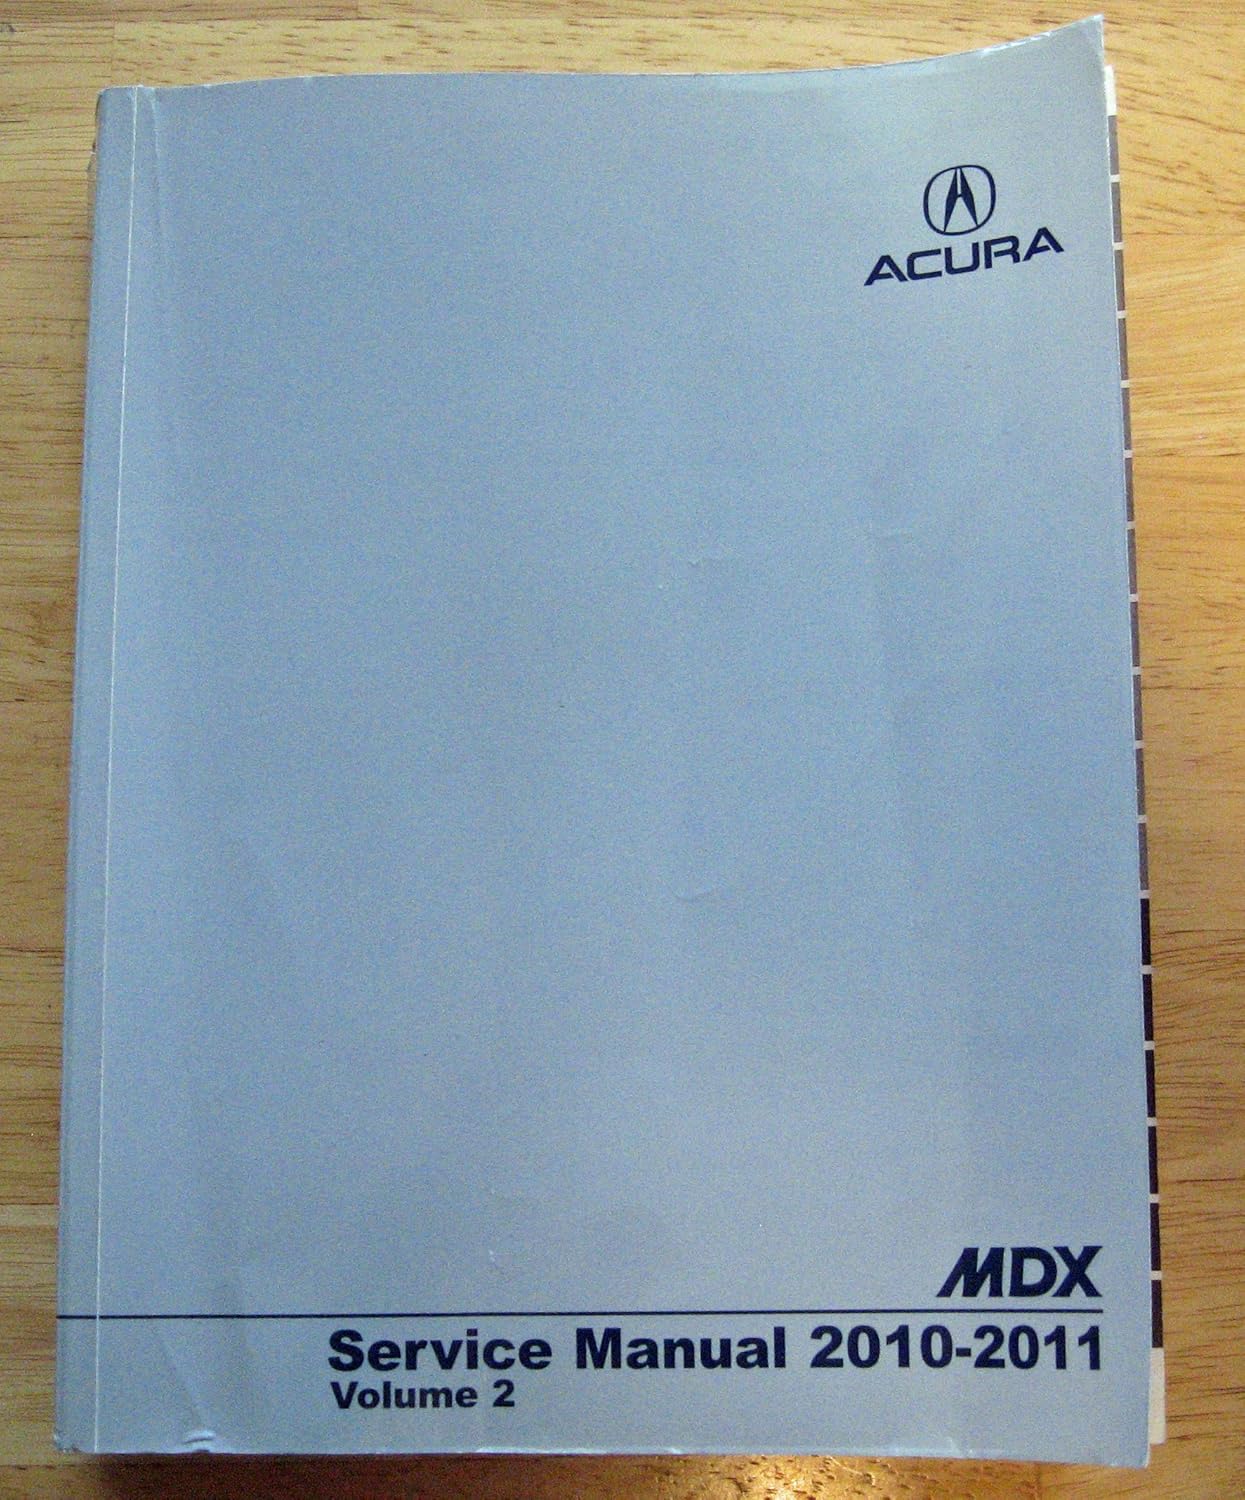 ACURA
MDX
Service Manual 2010-2011
Volume 2